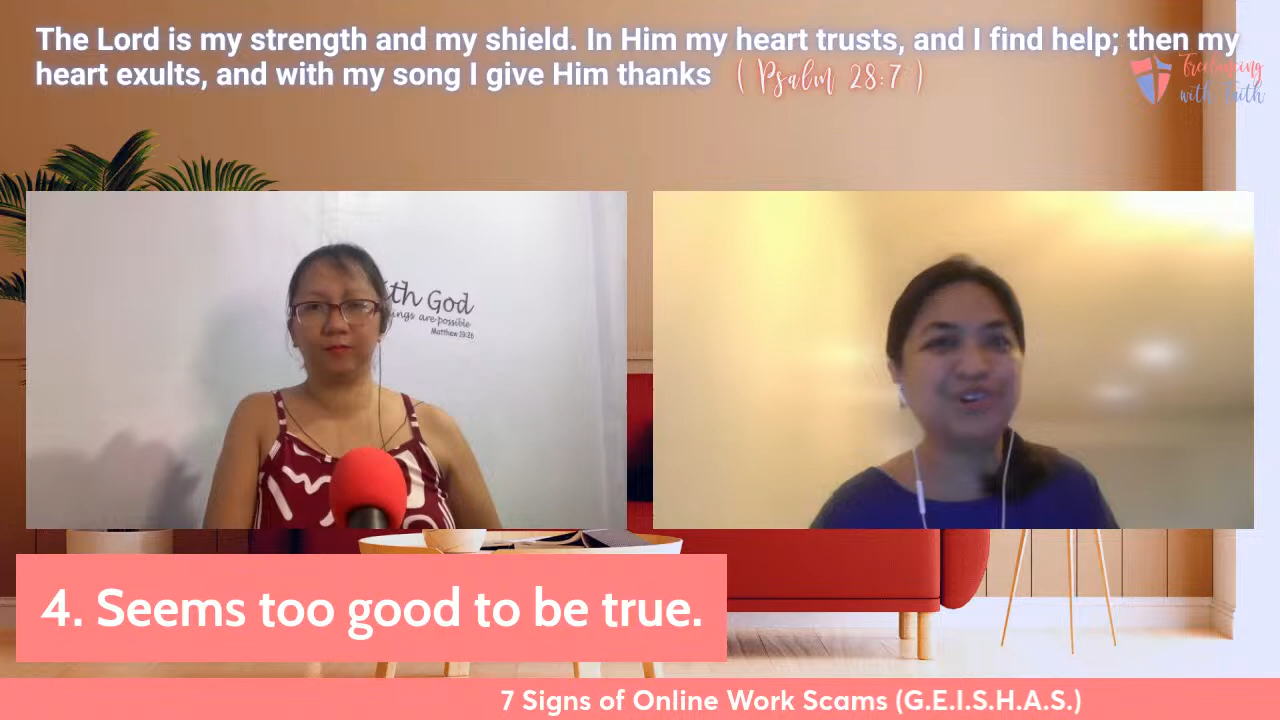 The Lord is my strength and my shield. In Him my heart trusts, and I find help; then my
heart exults, and with my song I give Him thanks ( Psalm 28:7 )
Freelancing
with Faith
ith God
ings are possible
Matthew 19:26
4. Seems too good to be true.
7 Signs of Online Work Scams (G.E.I.S.H.A.S.)